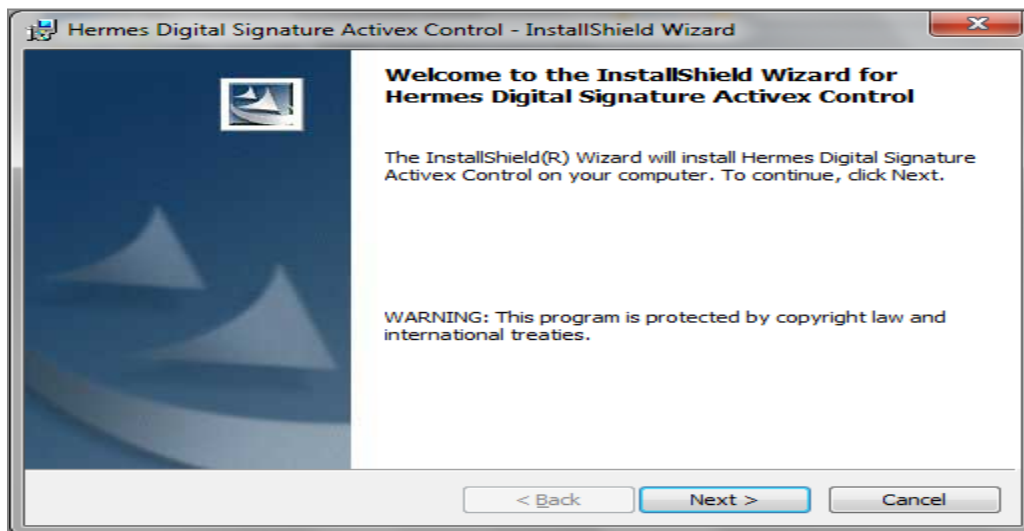 Hermes Digital Signature Activex Control - InstallShield Wizard
Welcome to the InstallShield Wizard for
Hermes Digital Signature Activex Control
The InstallShield(R) Wizard will install Hermes Digital Signature
Activex Control on your computer. To continue, click Next.
WARNING: This program is protected by copyright law and
international treaties.
< Back Next > Cancel